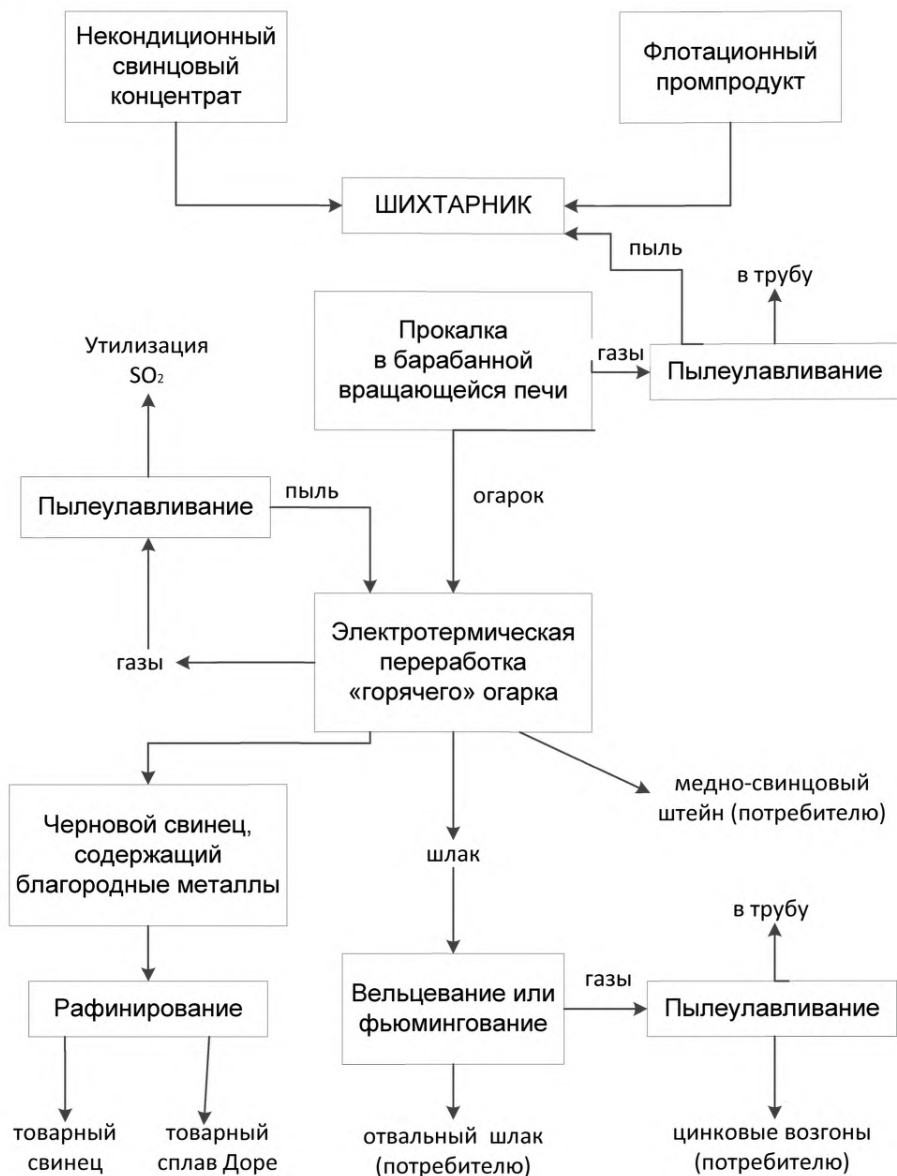 Некондиционный
свинцовый
концентрат
Флотационный
промпродукт
ШИХТАРНИК
пыль
в трубу
Прокалка
в барабанной
вращающейся печи
газы
Пылеулавливание
Утилизация
SO₂
Пылеулавливание
пыль
огарок
Электротермическая
переработка
«горячего» огарка
газы
медно-свинцовый
штейн (потребителю)
Черновой свинец,
содержащий
благородные металлы
шлак
в трубу
Рафинирование
Вельцевание или
фьюмингование
газы
Пылеулавливание
товарный
свинец
товарный
сплав Доре
отвальный шлак
(потребителю)
цинковые возгоны
(потребителю)